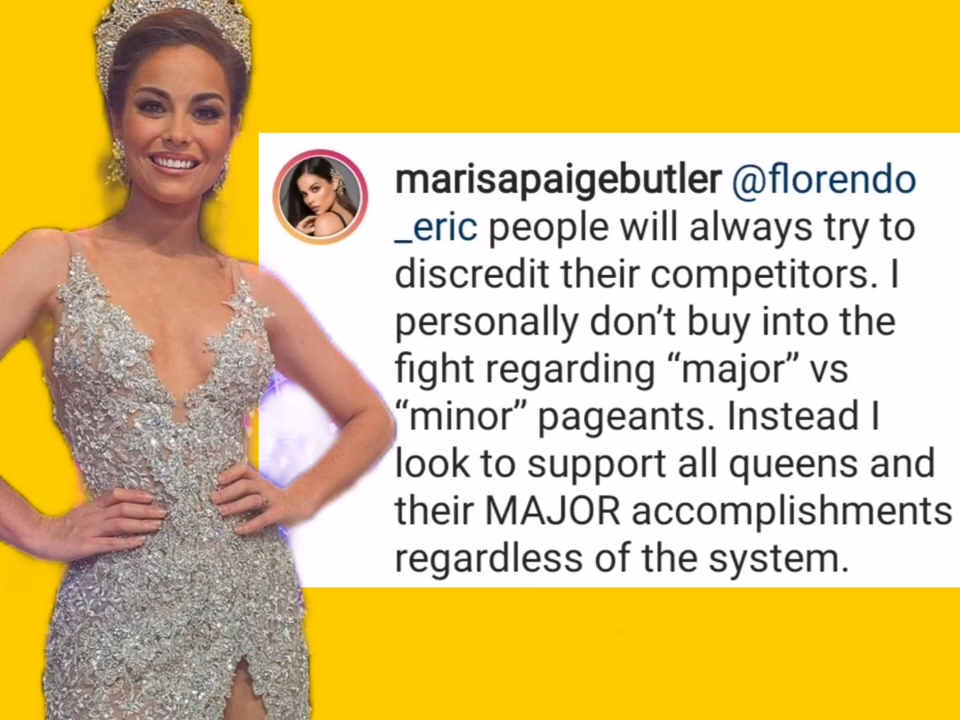 marisapaigebutler @florendo
_eric people will always try to
discredit their competitors. I
personally don't buy into the
fight regarding “major” vs
“minor” pageants. Instead I
look to support all queens and
their MAJOR accomplishments
regardless of the system.